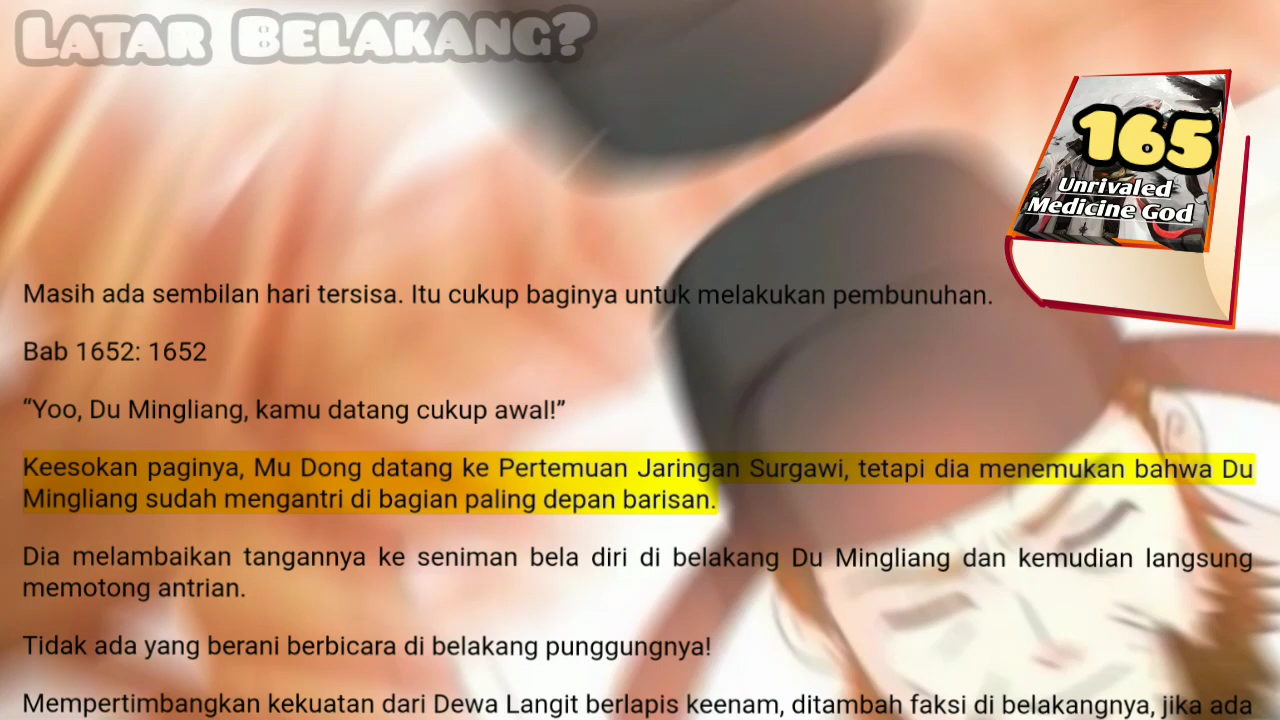 Latar Belakang?
165
Unrivaled
Medicine God
Masih ada sembilan hari tersisa. Itu cukup baginya untuk melakukan pembunuhan.
Bab 1652: 1652
“Yoo, Du Mingliang, kamu datang cukup awal!”
Keesokan paginya, Mu Dong datang ke Pertemuan Jaringan Surgawi, tetapi dia menemukan bahwa Du
Mingliang sudah mengantri di bagian paling depan barisan.
Dia melambaikan tangannya ke seniman bela diri di belakang Du Mingliang dan kemudian langsung
memotong antrian.
Tidak ada yang berani berbicara di belakang punggungnya!
Mempertimbangkan kekuatan dari Dewa Langit berlapis keenam, ditambah faksi di belakangnya, jika ada